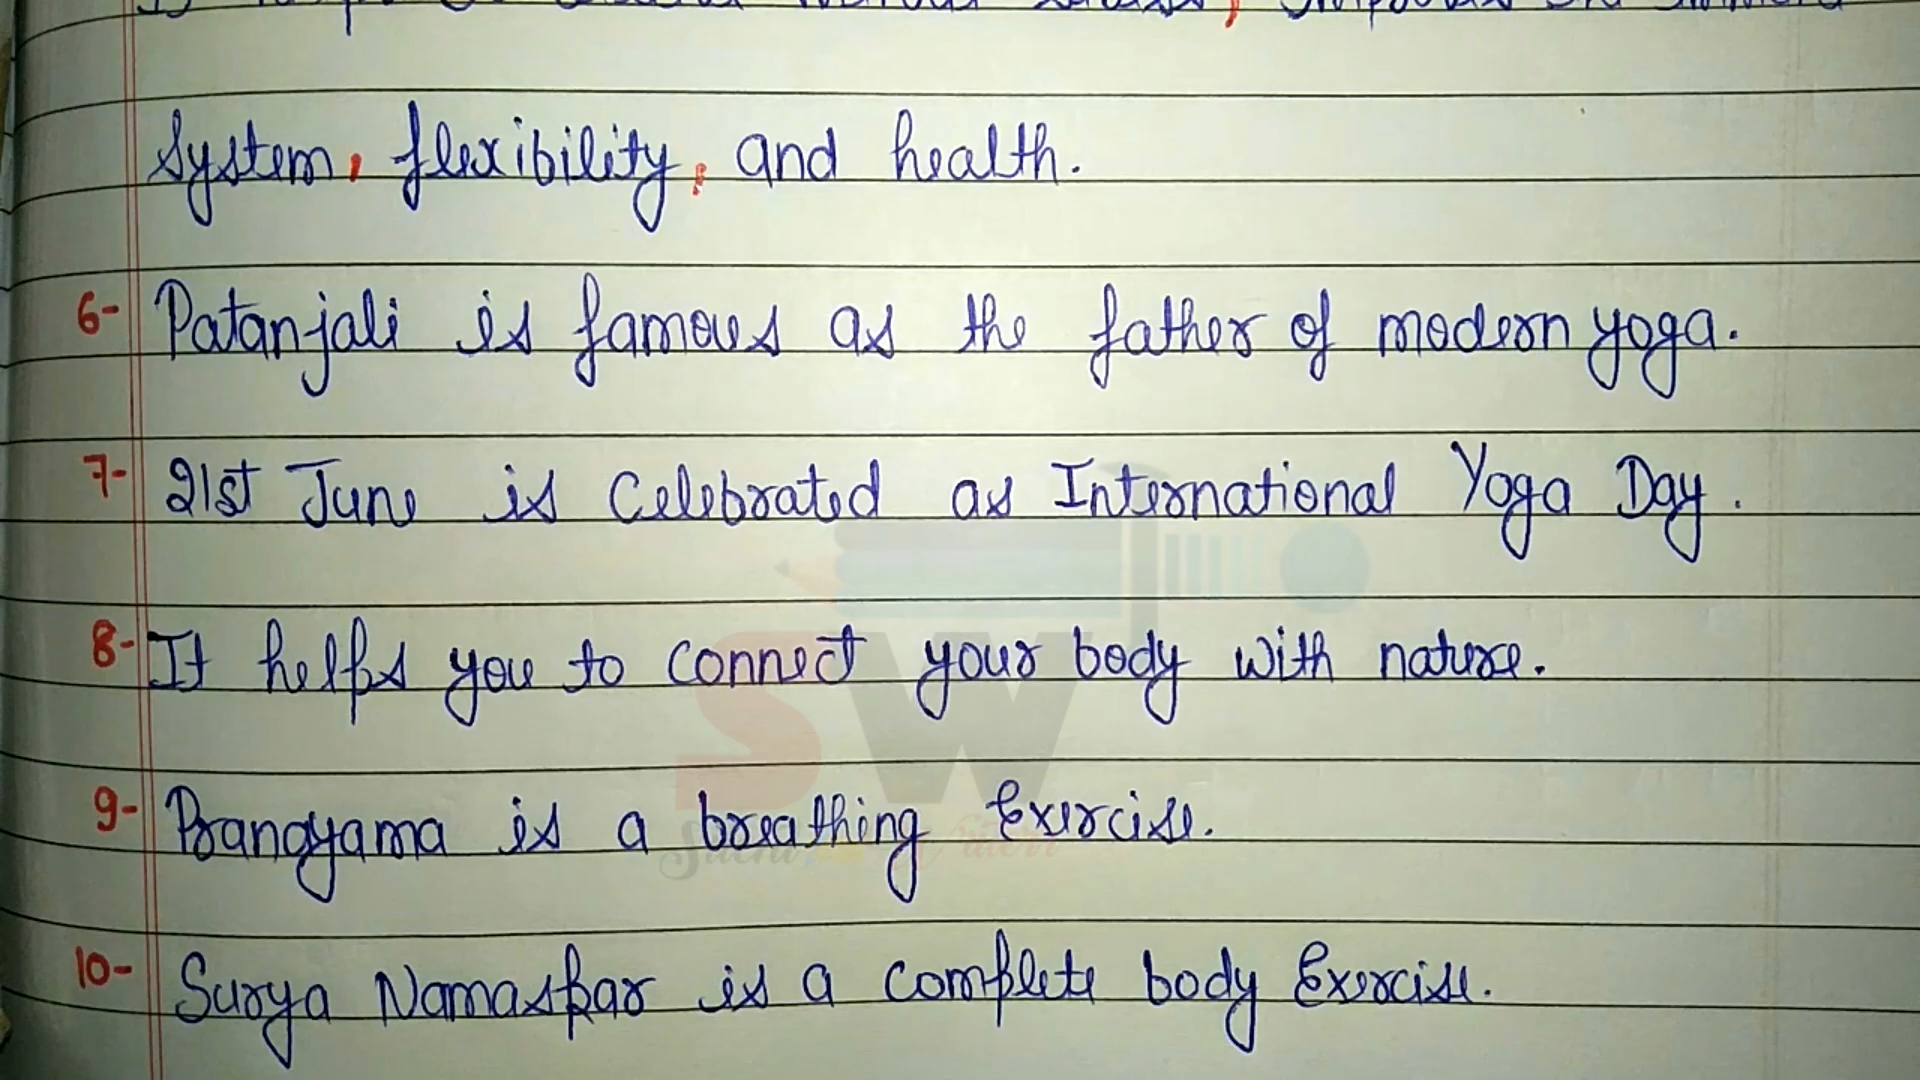 System, flexibility, and health.
6- Patanjali is famous as the father of modern yoga.
7- 21st June is Celebrated as International Yoga Day.
8- It helps you to connect your body with nature.
9- Pranayama is a breathing Exercise.
10- Surya Namaskar is a complete body Exercise.
SW